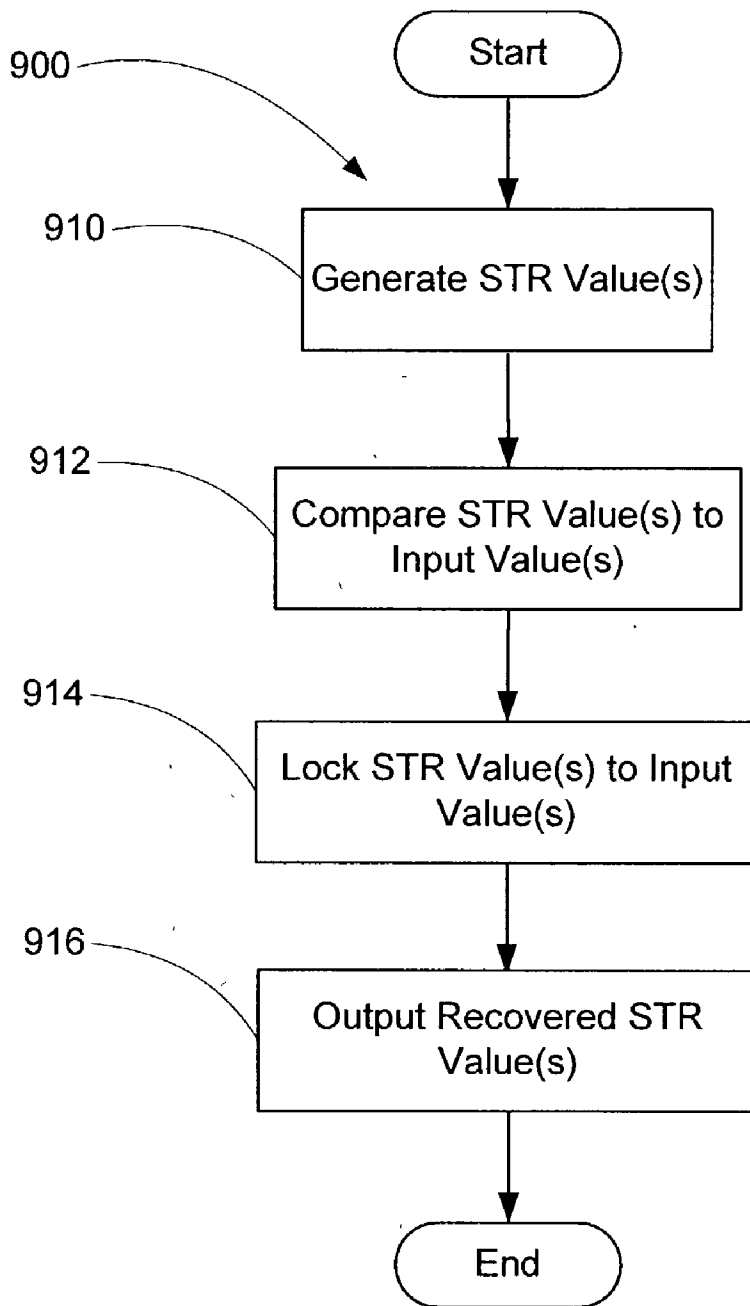 Start
900
910
Generate STR Value(s)
912
Compare STR Value(s) to
Input Value(s)
914
Lock STR Value(s) to Input
Value(s)
916
Output Recovered STR
Value(s)
End